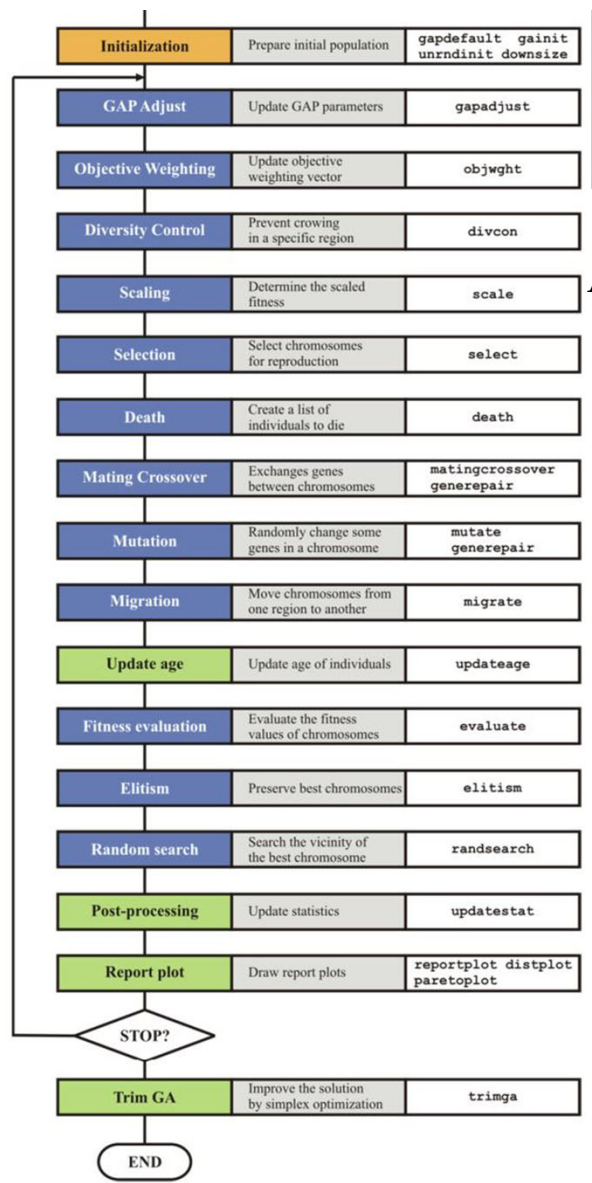 Initialization
Prepare initial population
gapdefault gainit
unrndinit downsize
GAP Adjust
Update GAP parameters
gapadjust
Objective Weighting
Update objective
weighting vector
objwght
Diversity Control
Prevent crowing
in a specific region
divcon
Scaling
Determine the scaled
fitness
scale
Selection
Select chromosomes
for reproduction
select
Death
Create a list of
individuals to die
death
Mating Crossover
Exchanges genes
between chromosomes
matingcrossover
generepair
Mutation
Randomly change some
genes in a chromosome
mutate
generepair
Migration
Move chromosomes from
one region to another
migrate
Update age
Update age of individuals
updateage
Fitness evaluation
Evaluate the fitness
values of chromosomes
evaluate
Elitism
Preserve best chromosomes
elitism
Random search
Search the vicinity of
the best chromosome
randsearch
Post-processing
Update statistics
updatestat
Report plot
Draw report plots
reportplot distplot
paretoplot
STOP?
Trim GA
Improve the solution
by simplex optimization
trimga
END